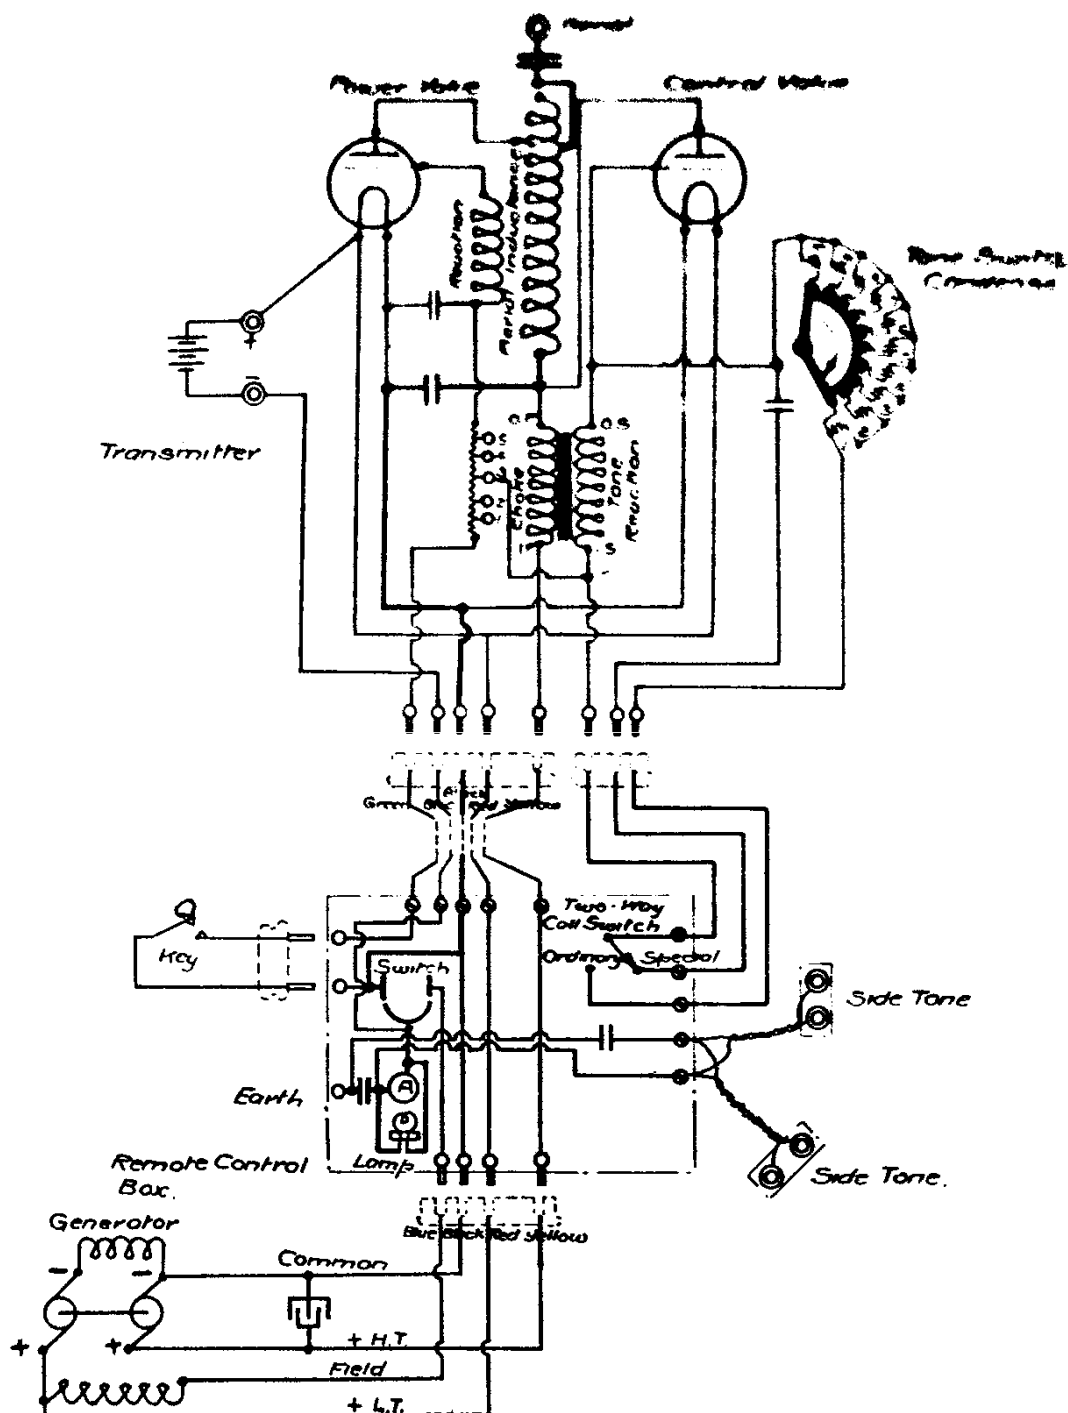 Power Valve
Control Valve
Reaction
Aerial Inductance
Transmitter
+
−
Choke
Tone
Reaction
S
S
Green
Black
Red Yellow
Two-Way
Coil Switch
Ordinary Special
Key
Switch
Side Tone
Earth
A
Lamp
Remote Control
Box.
Side Tone.
Blue Black Red Yellow
Generator
Common
−
−
+
+
+ H.T.
Field
+ L.T.